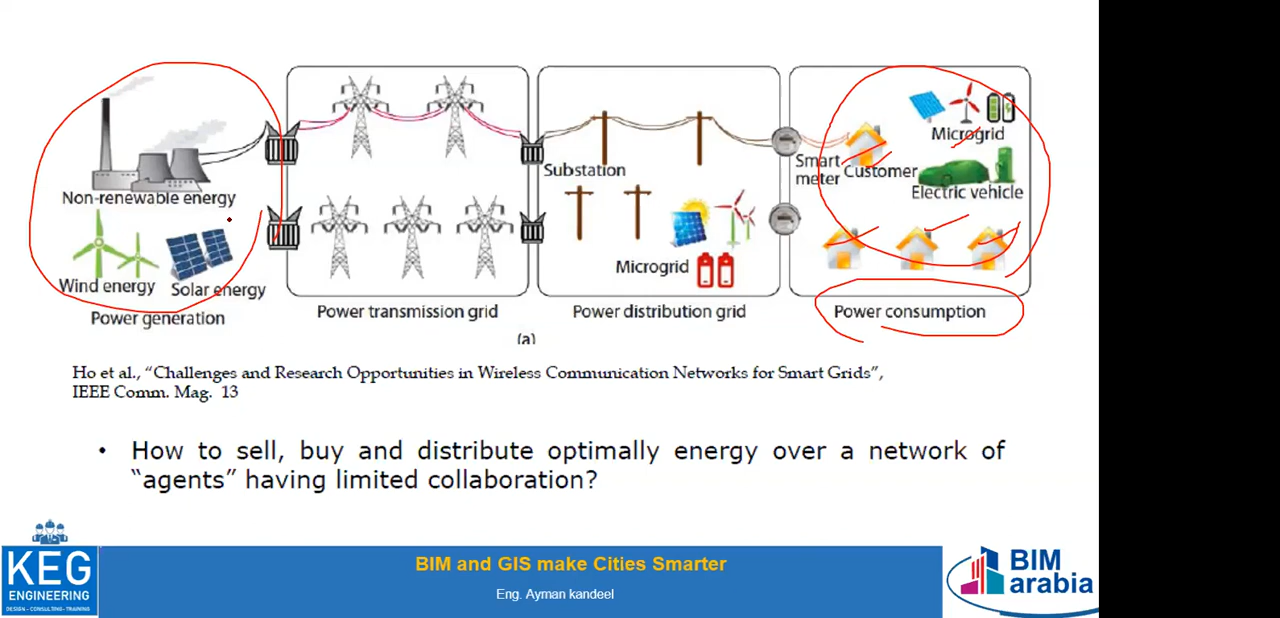 Non-renewable energy
Wind energy
Solar energy
Power generation
Power transmission grid
Substation
Microgrid
Power distribution grid
Smart
meter
Customer
Microgrid
Electric vehicle
Power consumption
(a)
Ho et al., “Challenges and Research Opportunities in Wireless Communication Networks for Smart Grids”,
IEEE Comm. Mag. 13
• How to sell, buy and distribute optimally energy over a network of
“agents” having limited collaboration?
KEG
ENGINEERING
DESIGN - CONSULTING - TRAINING
BIM and GIS make Cities Smarter
Eng. Ayman kandeel
BIM
arabia